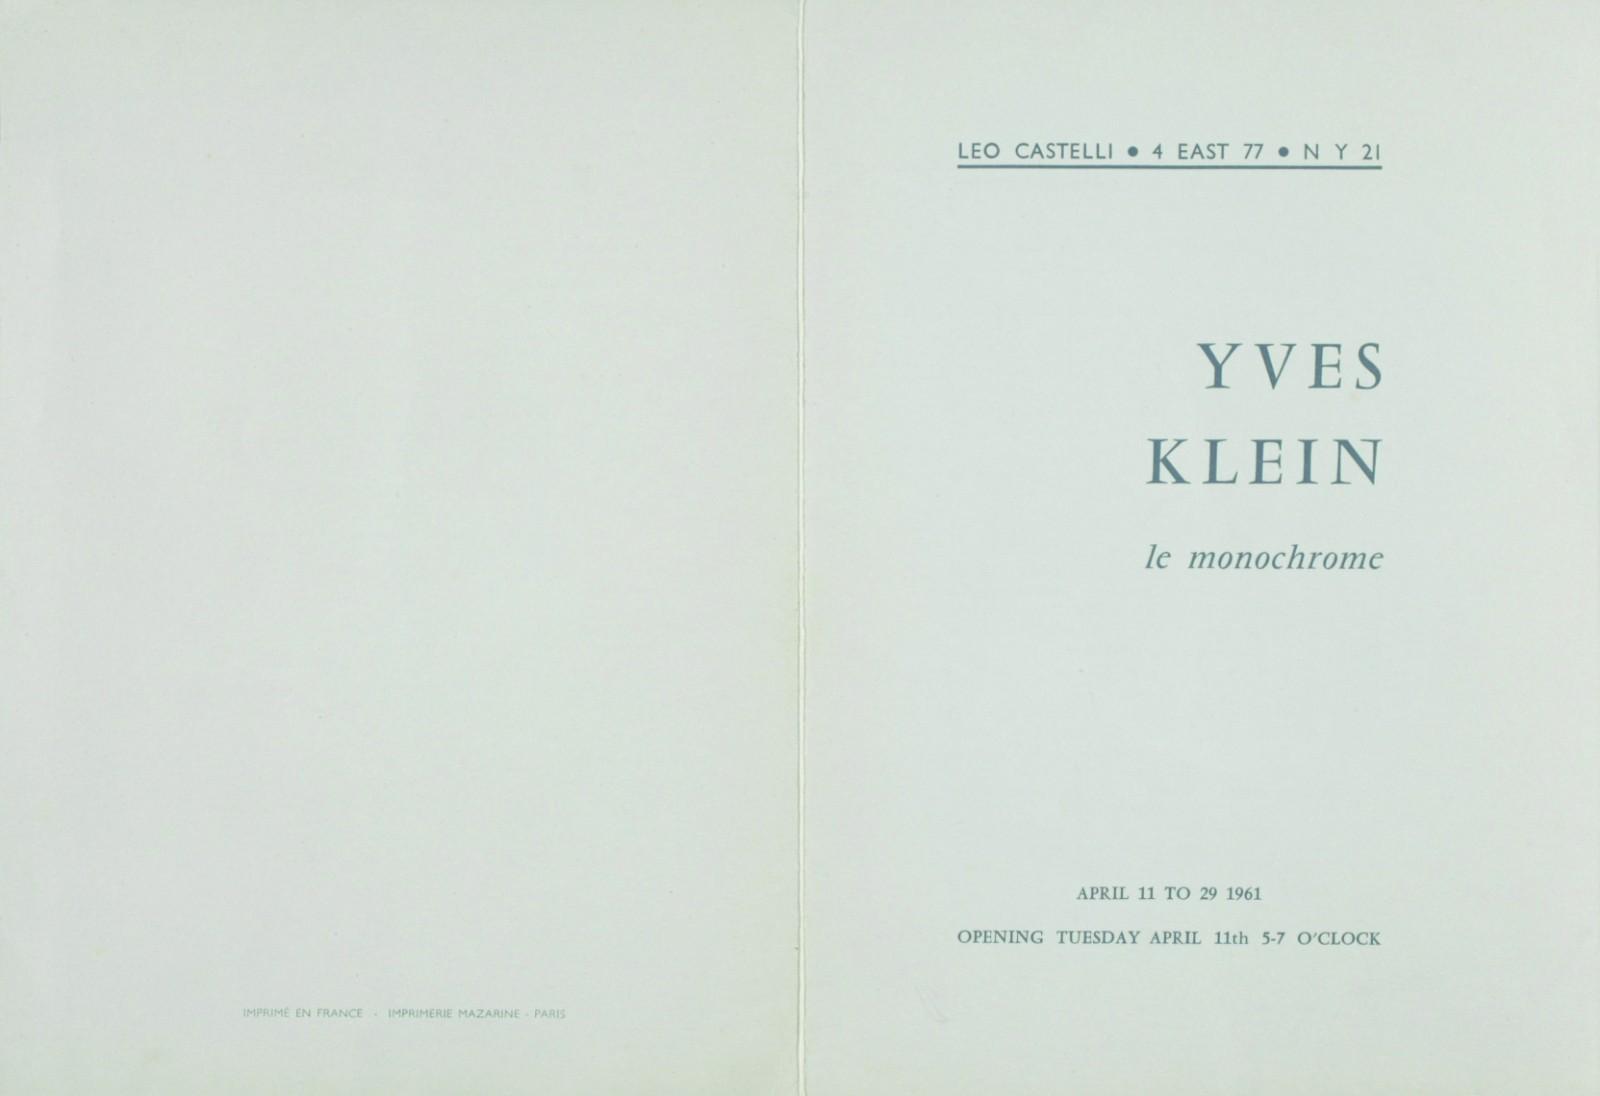 LEO CASTELLI • 4 EAST 77 • N Y 21
YVES
KLEIN
le monochrome
APRIL 11 TO 29 1961
OPENING TUESDAY APRIL 11th 5-7 O'CLOCK
IMPRIMÉ EN FRANCE - IMPRIMERIE MAZARINE - PARIS